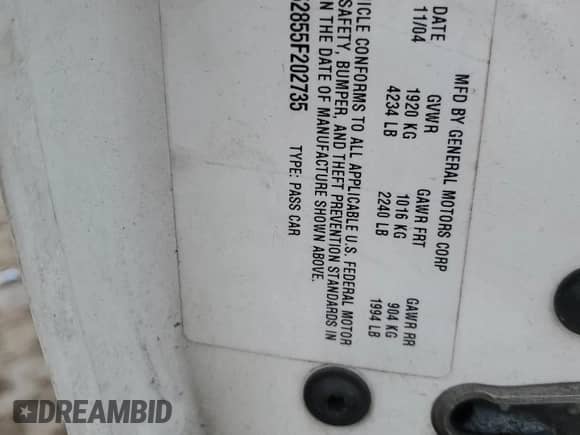 MFD BY GENERAL MOTORS CORP
DATE GVWR GAWR FRT GAWR RR
11/04 1920 KG 1016 KG 904 KG
4234 LB 2240 LB 1994 LB
CONFORMS TO ALL APPLICABLE U.S. FEDERAL MOTOR
SAFETY, BUMPER, AND THEFT PREVENTION STANDARDS IN
THE DATE OF MANUFACTURE SHOWN ABOVE.
2855F202735 TYPE: PASS CAR
DREAMBID